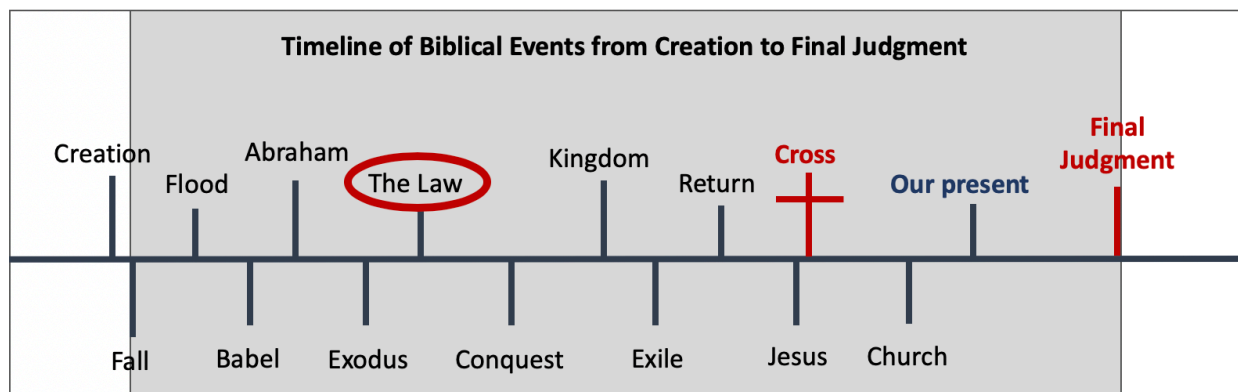 Timeline of Biblical Events from Creation to Final Judgment
Creation
Flood
Abraham
The Law
Kingdom
Return
Cross
Our present
Final
Judgment
Fall
Babel
Exodus
Conquest
Exile
Jesus
Church